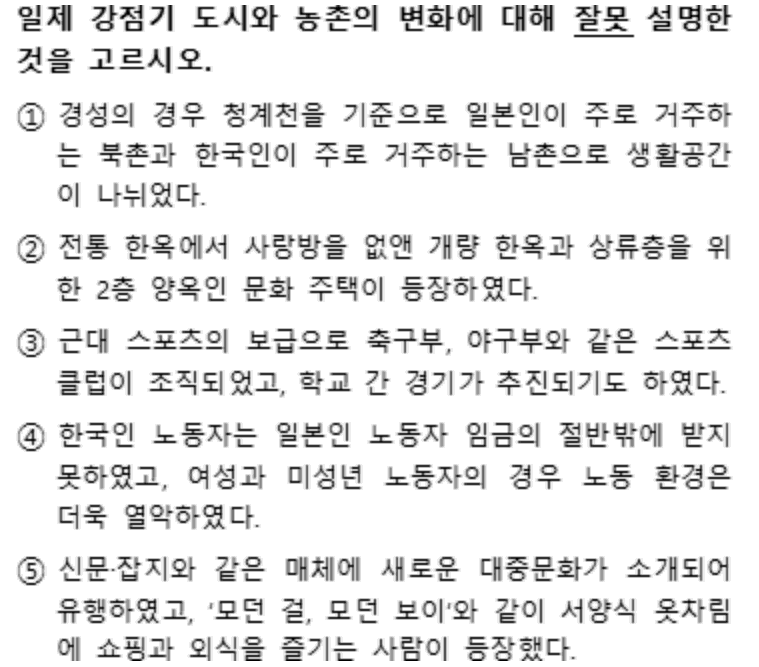 일제 강점기 도시와 농촌의 변화에 대해 잘못 설명한
것을 고르시오.
① 경성의 경우 청계천을 기준으로 일본인이 주로 거주하
는 북촌과 한국인이 주로 거주하는 남촌으로 생활공간
이 나뉘었다.
② 전통 한옥에서 사랑방을 없앤 개량 한옥과 상류층을 위
한 2층 양옥인 문화 주택이 등장하였다.
③ 근대 스포츠의 보급으로 축구부, 야구부와 같은 스포츠
클럽이 조직되었고, 학교 간 경기가 추진되기도 하였다.
④ 한국인 노동자는 일본인 노동자 임금의 절반밖에 받지
못하였고, 여성과 미성년 노동자의 경우 노동 환경은
더욱 열악하였다.
⑤ 신문·잡지와 같은 매체에 새로운 대중문화가 소개되어
유행하였고, '모던 걸, 모던 보이'와 같이 서양식 옷차림
에 쇼핑과 외식을 즐기는 사람이 등장했다.